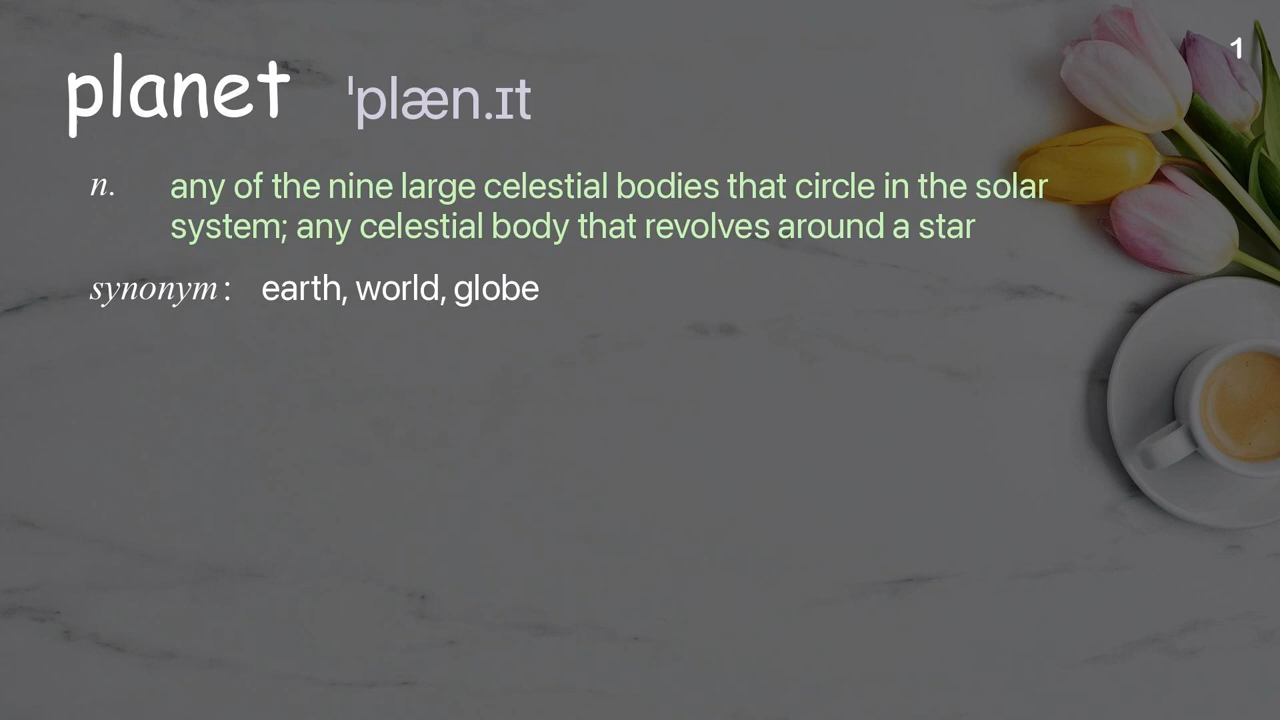 planet ˈplæn.ɪt
1
n. any of the nine large celestial bodies that circle in the solar
system; any celestial body that revolves around a star
synonym: earth, world, globe